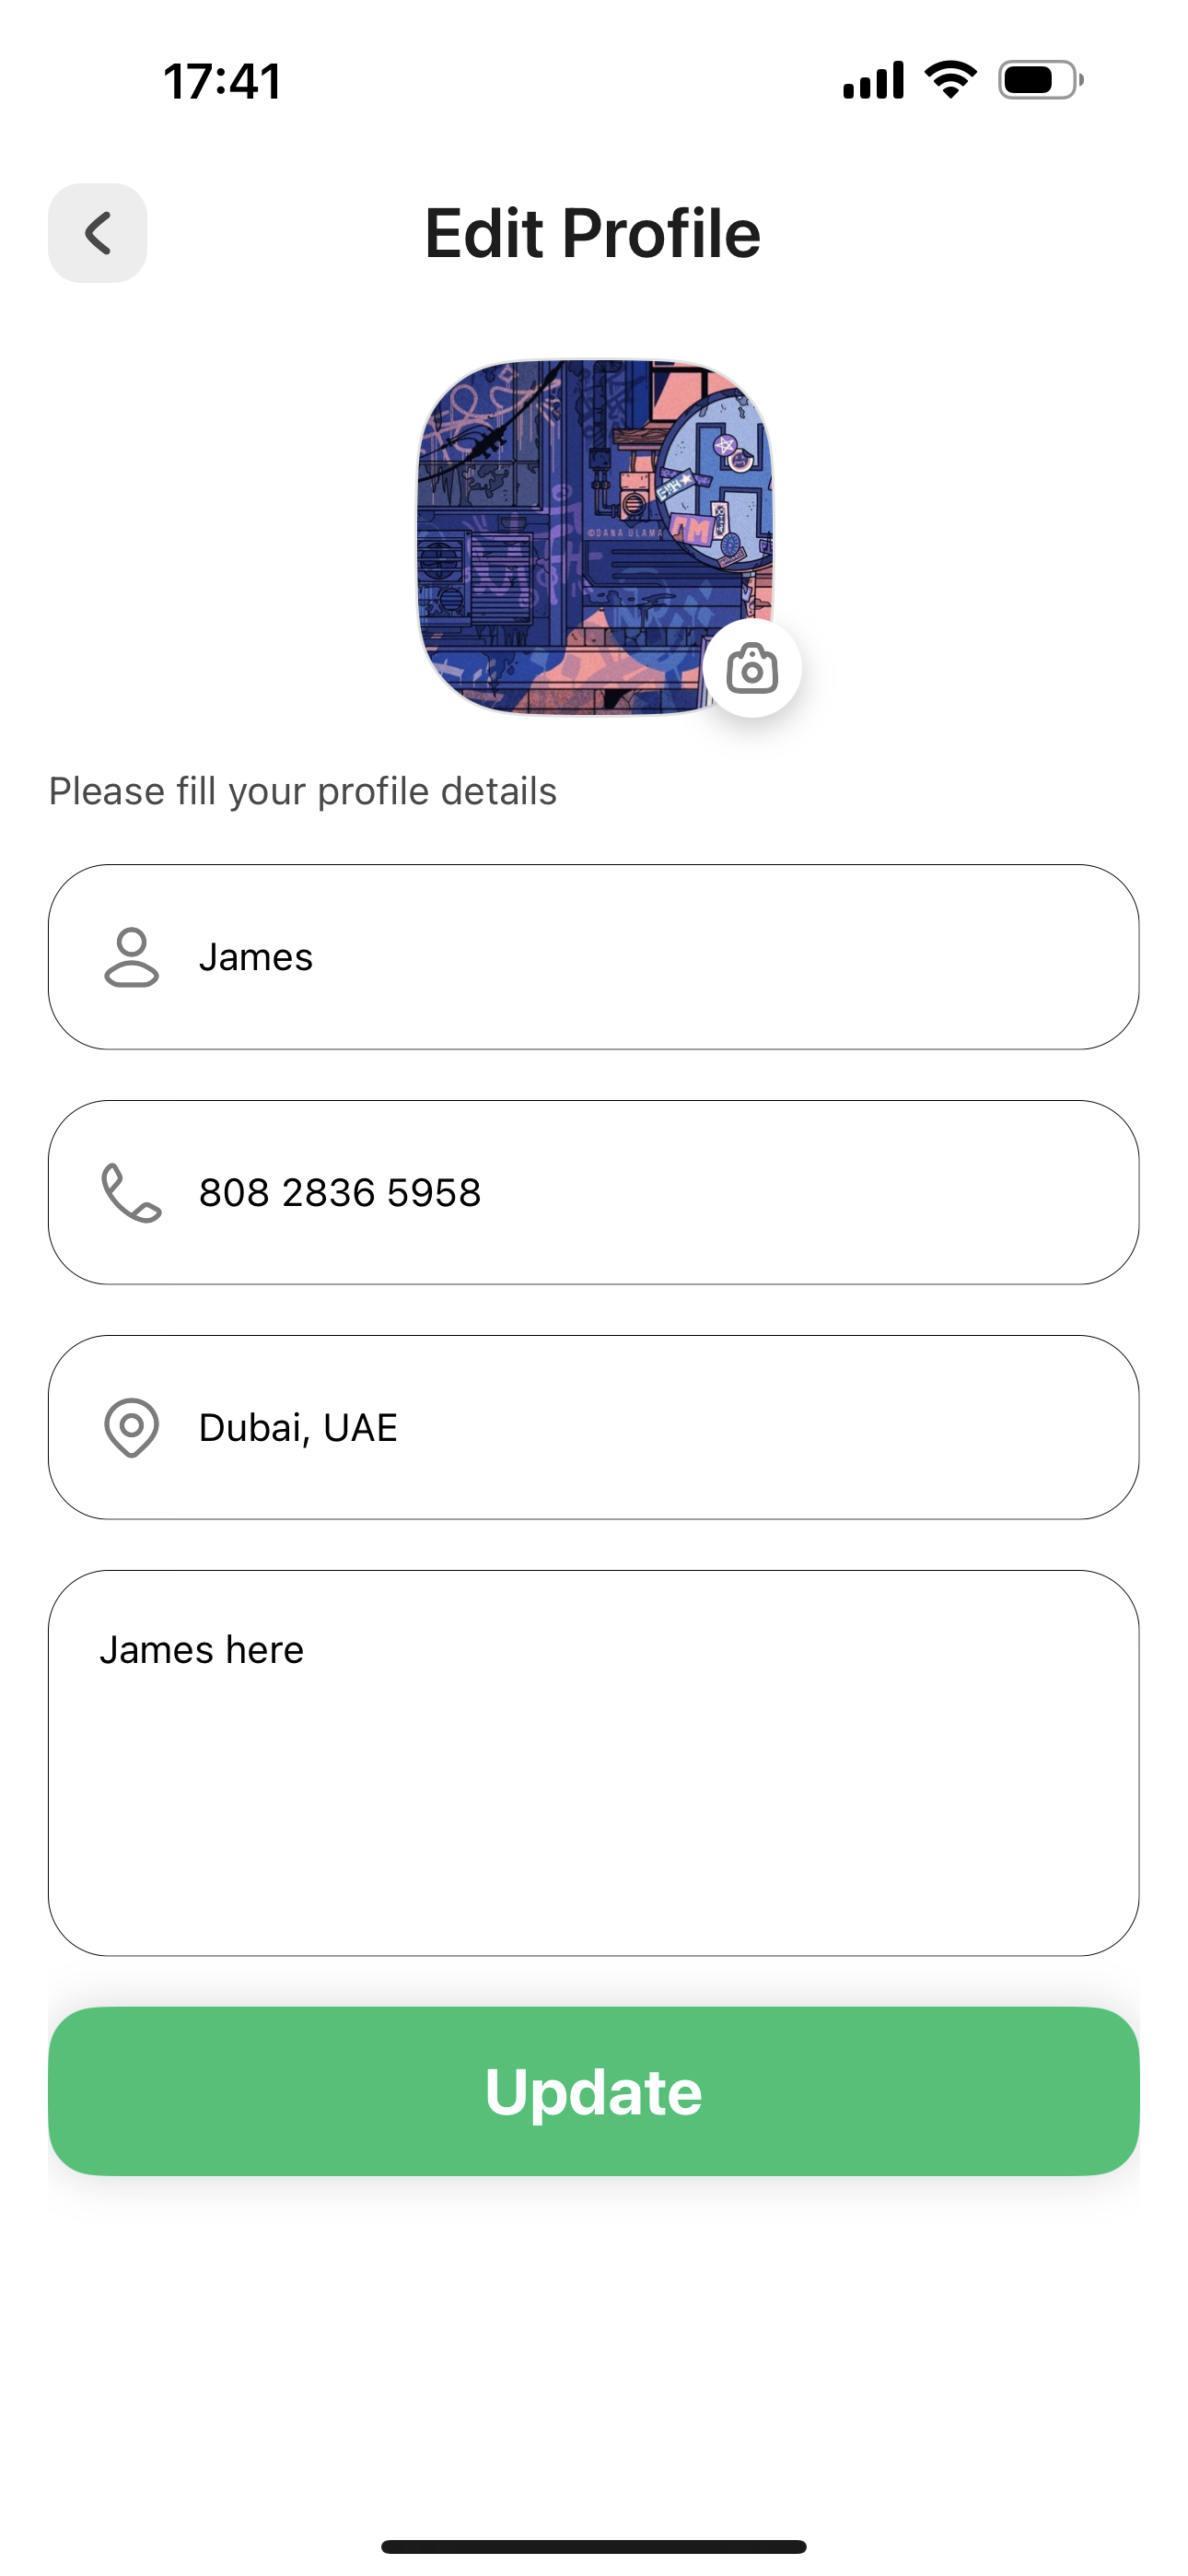 17:41
Edit Profile
©DANA ULAMA
Please fill your profile details
James
808 2836 5958
Dubai, UAE
James here
Update